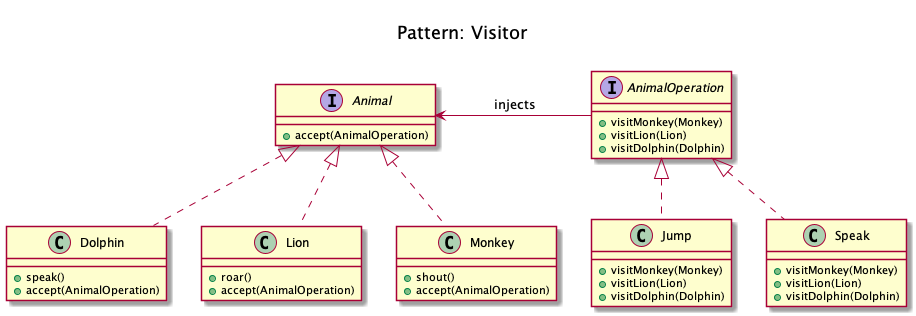 Pattern: Visitor
I Animal
accept(AnimalOperation)
injects
I AnimalOperation
visitMonkey(Monkey)
visitLion(Lion)
visitDolphin(Dolphin)
C Dolphin
speak()
accept(AnimalOperation)
C Lion
roar()
accept(AnimalOperation)
C Monkey
shout()
accept(AnimalOperation)
C Jump
visitMonkey(Monkey)
visitLion(Lion)
visitDolphin(Dolphin)
C Speak
visitMonkey(Monkey)
visitLion(Lion)
visitDolphin(Dolphin)